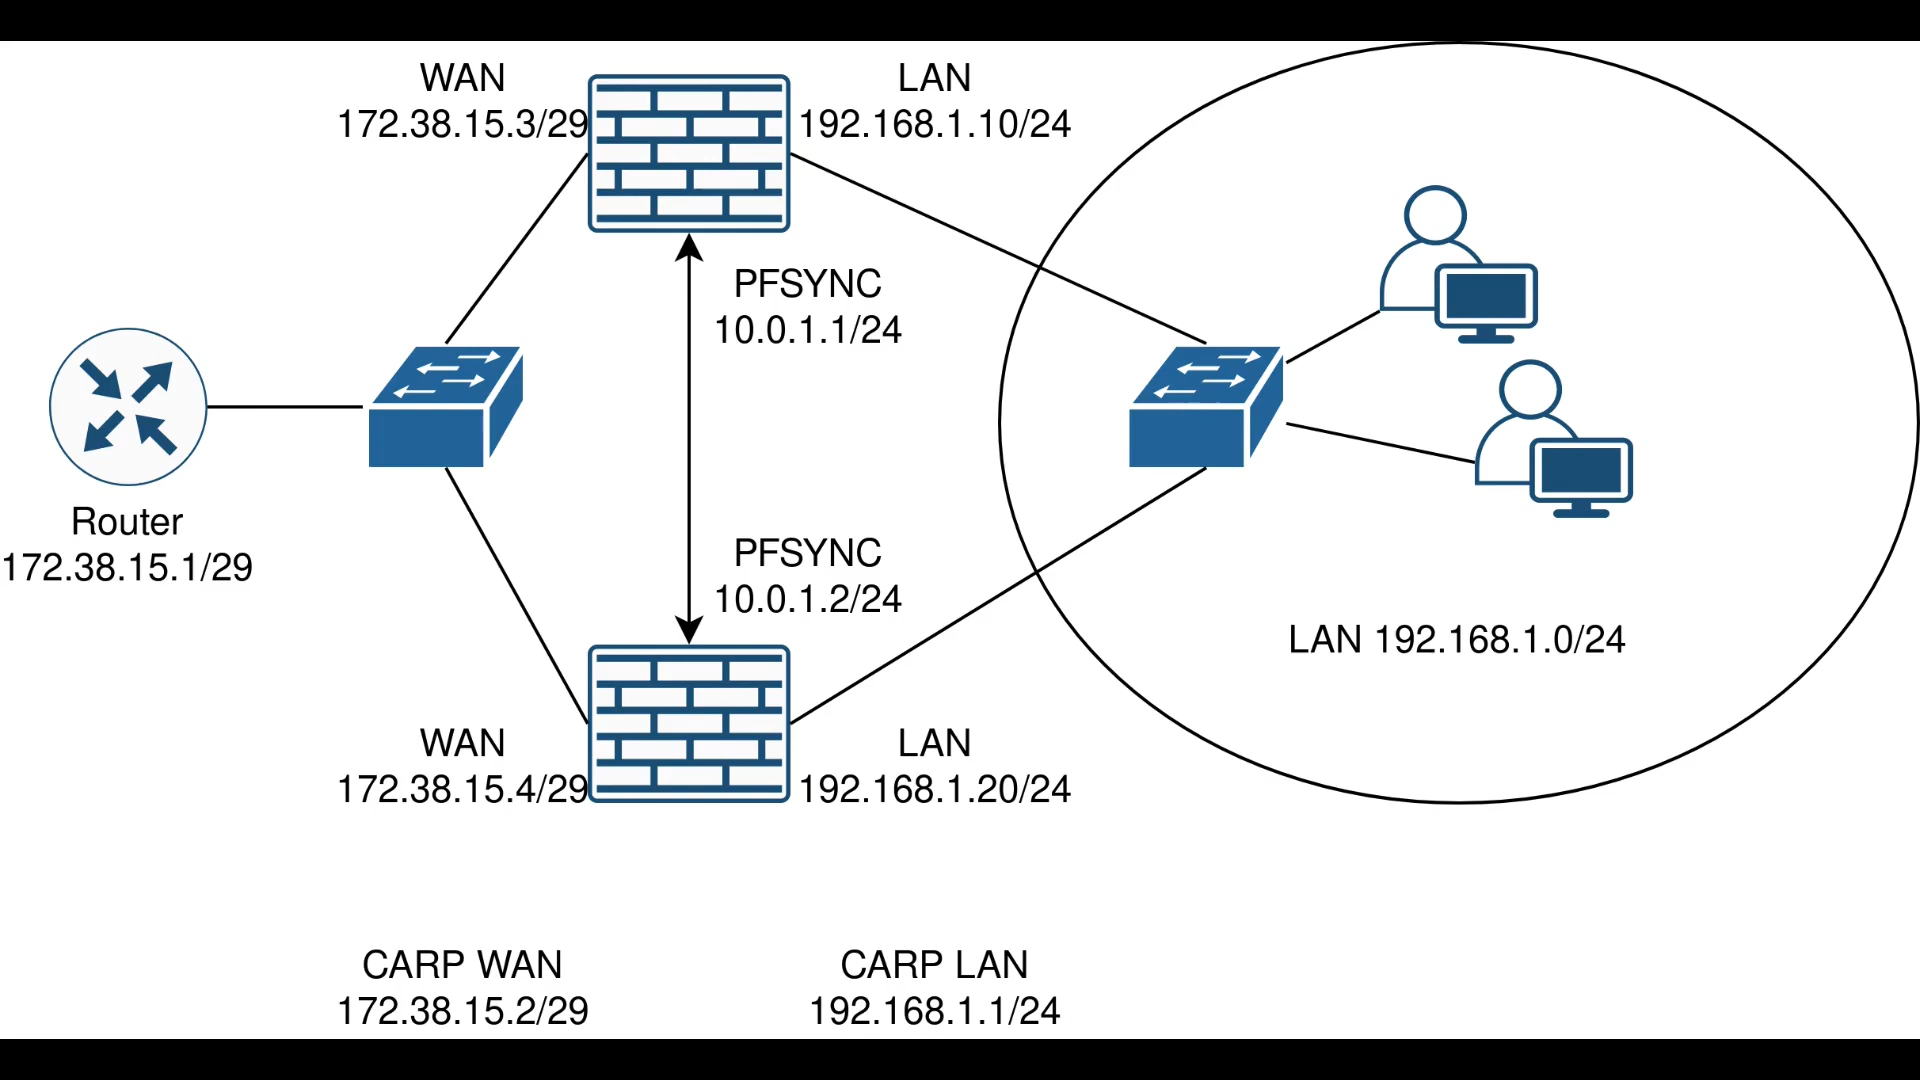 WAN
172.38.15.3/29
LAN
192.168.1.10/24
PFSYNC
10.0.1.1/24
Router
172.38.15.1/29
PFSYNC
10.0.1.2/24
LAN 192.168.1.0/24
WAN
172.38.15.4/29
LAN
192.168.1.20/24
CARP WAN
172.38.15.2/29
CARP LAN
192.168.1.1/24